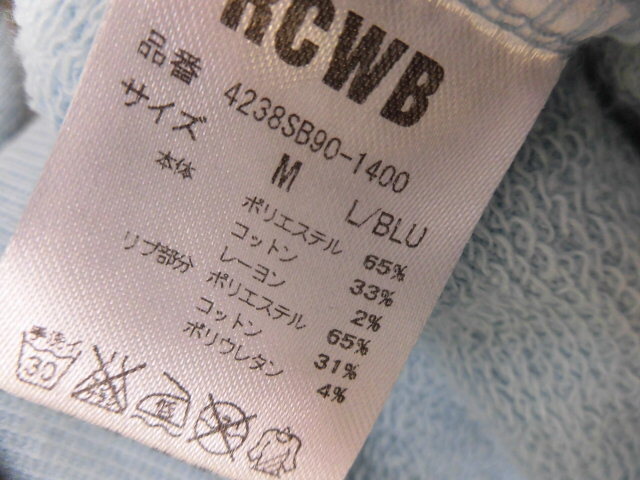 RCWB
品番 4238SB90-1400
サイズ M L/BLU
本体 ポリエステル 65%
コットン 33%
レーヨン 2%
リブ部分 ポリエステル 65%
コットン 31%
ポリウレタン 4%
手洗イ
30